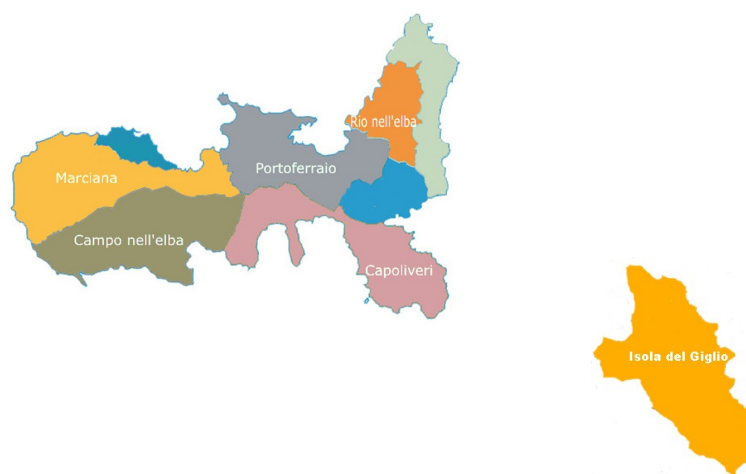 Rio nell'elba
Portoferraio
Marciana
Campo nell'elba
Capoliveri
Isola del Giglio